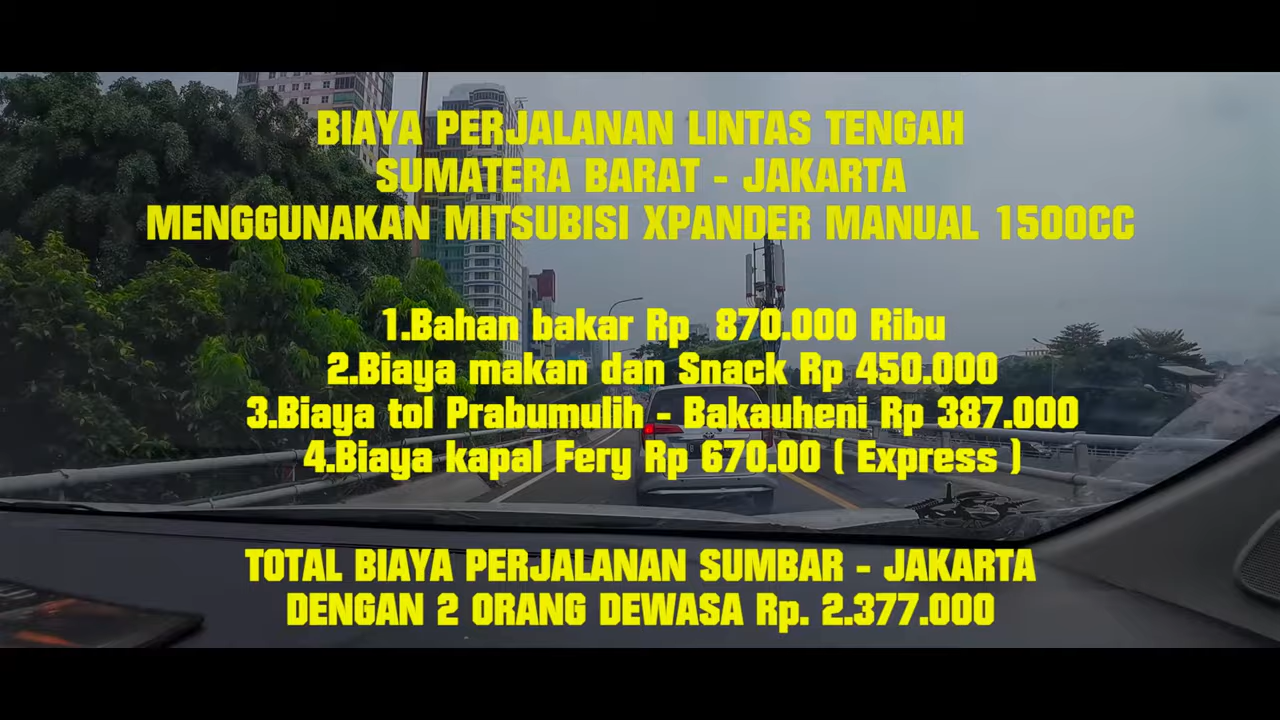 BIAYA PERJALANAN LINTAS TENGAH
SUMATERA BARAT - JAKARTA
MENGGUNAKAN MITSUBISI XPANDER MANUAL 1500CC
1.Bahan bakar Rp 870.000 Ribu
2.Biaya makan dan Snack Rp 450.000
3.Biaya tol Prabumulih - Bakauheni Rp 387.000
4.Biaya kapal Fery Rp 670.00 ( Express )
TOTAL BIAYA PERJALANAN SUMBAR - JAKARTA
DENGAN 2 ORANG DEWASA Rp. 2.377.000